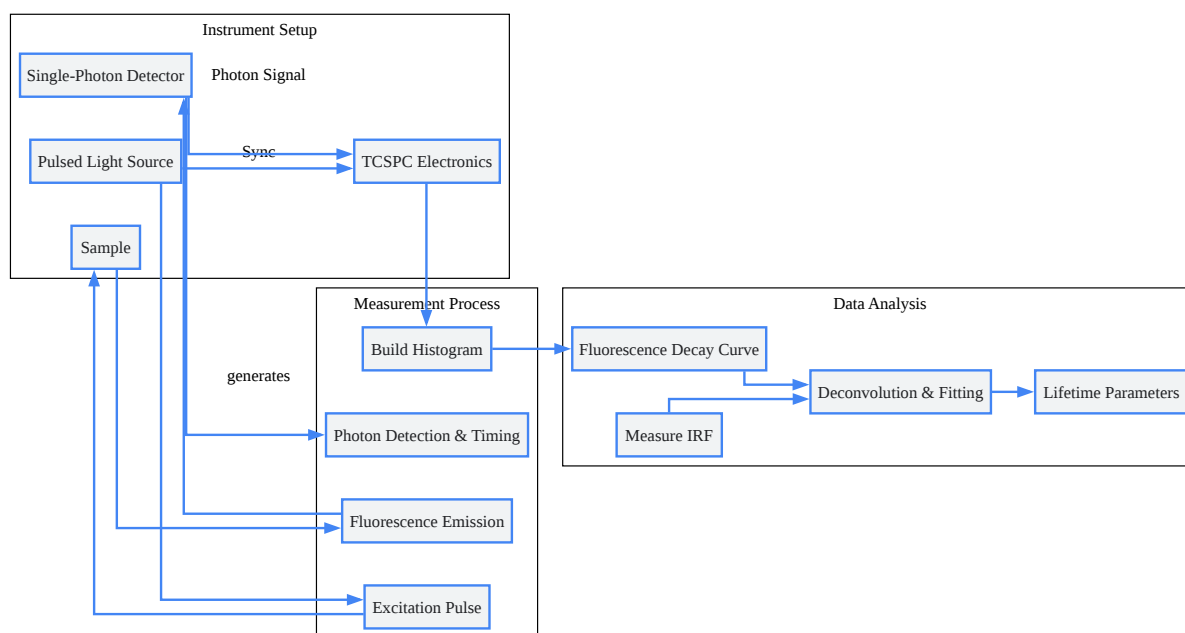 Instrument Setup
Single-Photon Detector
Photon Signal
Pulsed Light Source
Sync
TCSPC Electronics
Sample
Measurement Process
Data Analysis
Build Histogram
Fluorescence Decay Curve
generates
Deconvolution & Fitting
Lifetime Parameters
Photon Detection & Timing
Measure IRF
Fluorescence Emission
Excitation Pulse